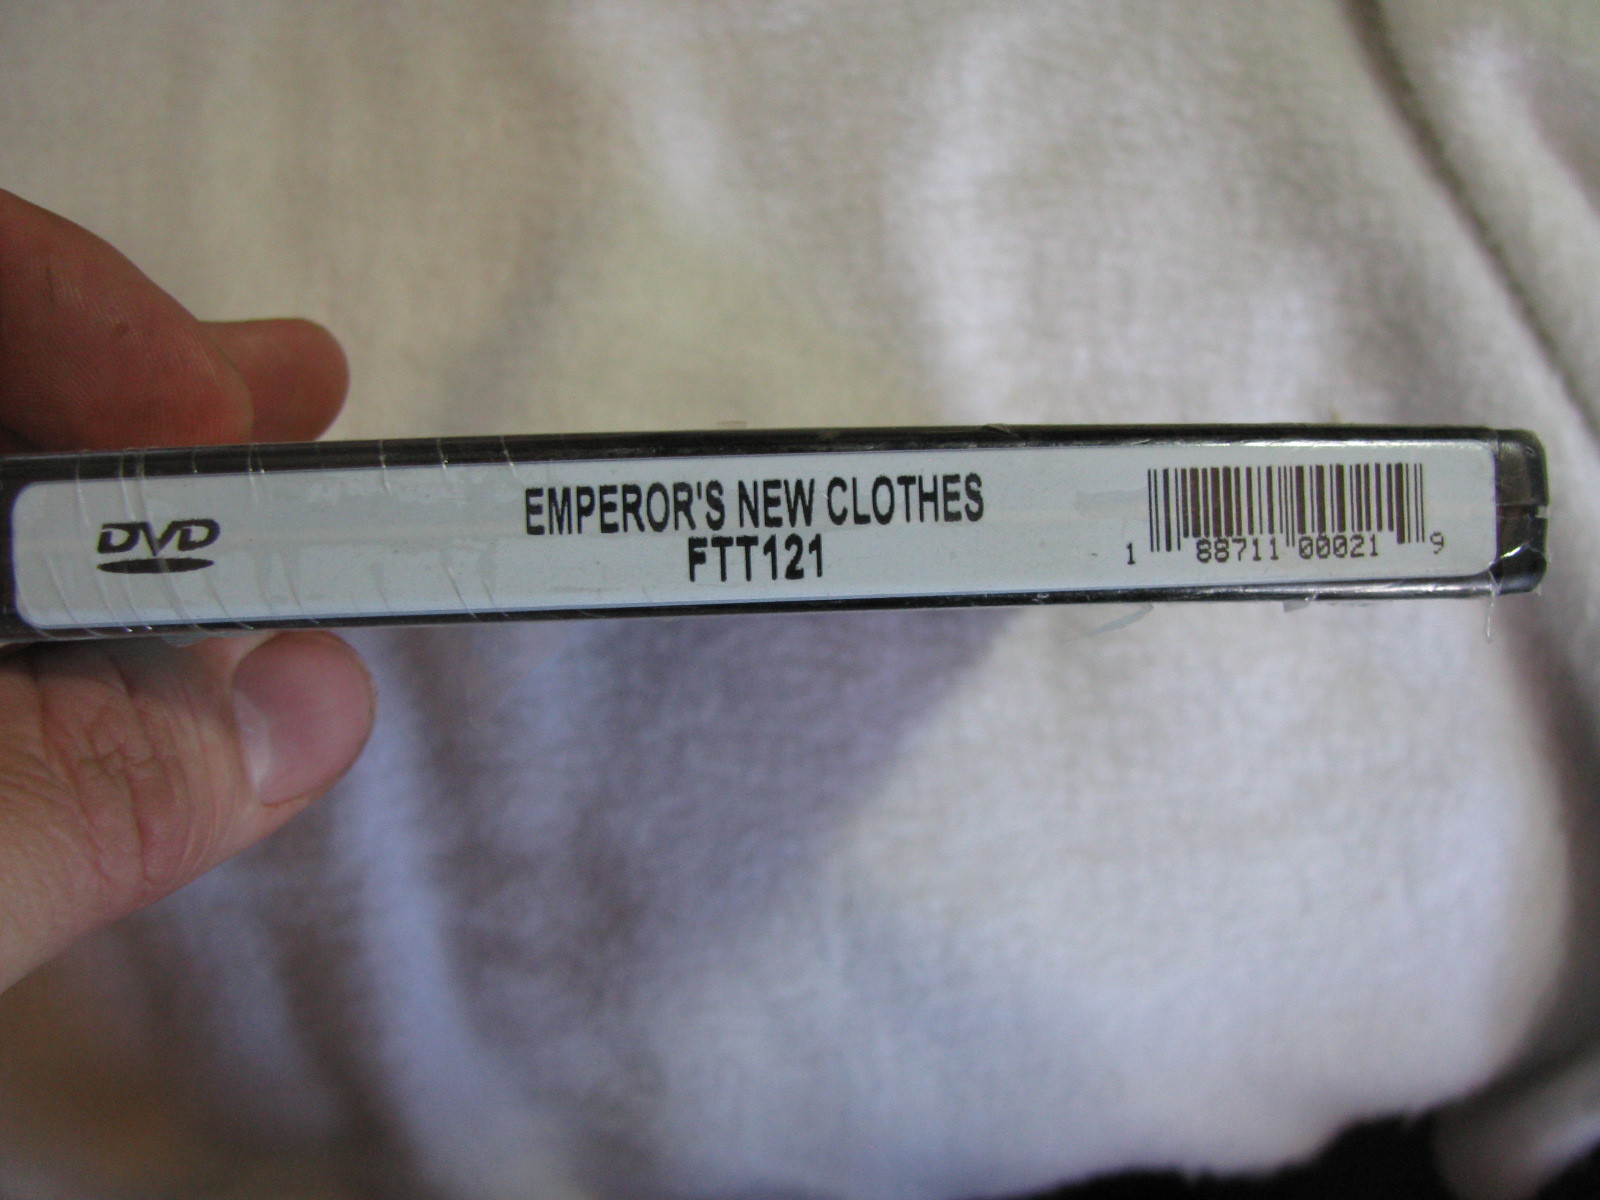 DVD
EMPEROR'S NEW CLOTHES
FTT121
1 88711 00021 9